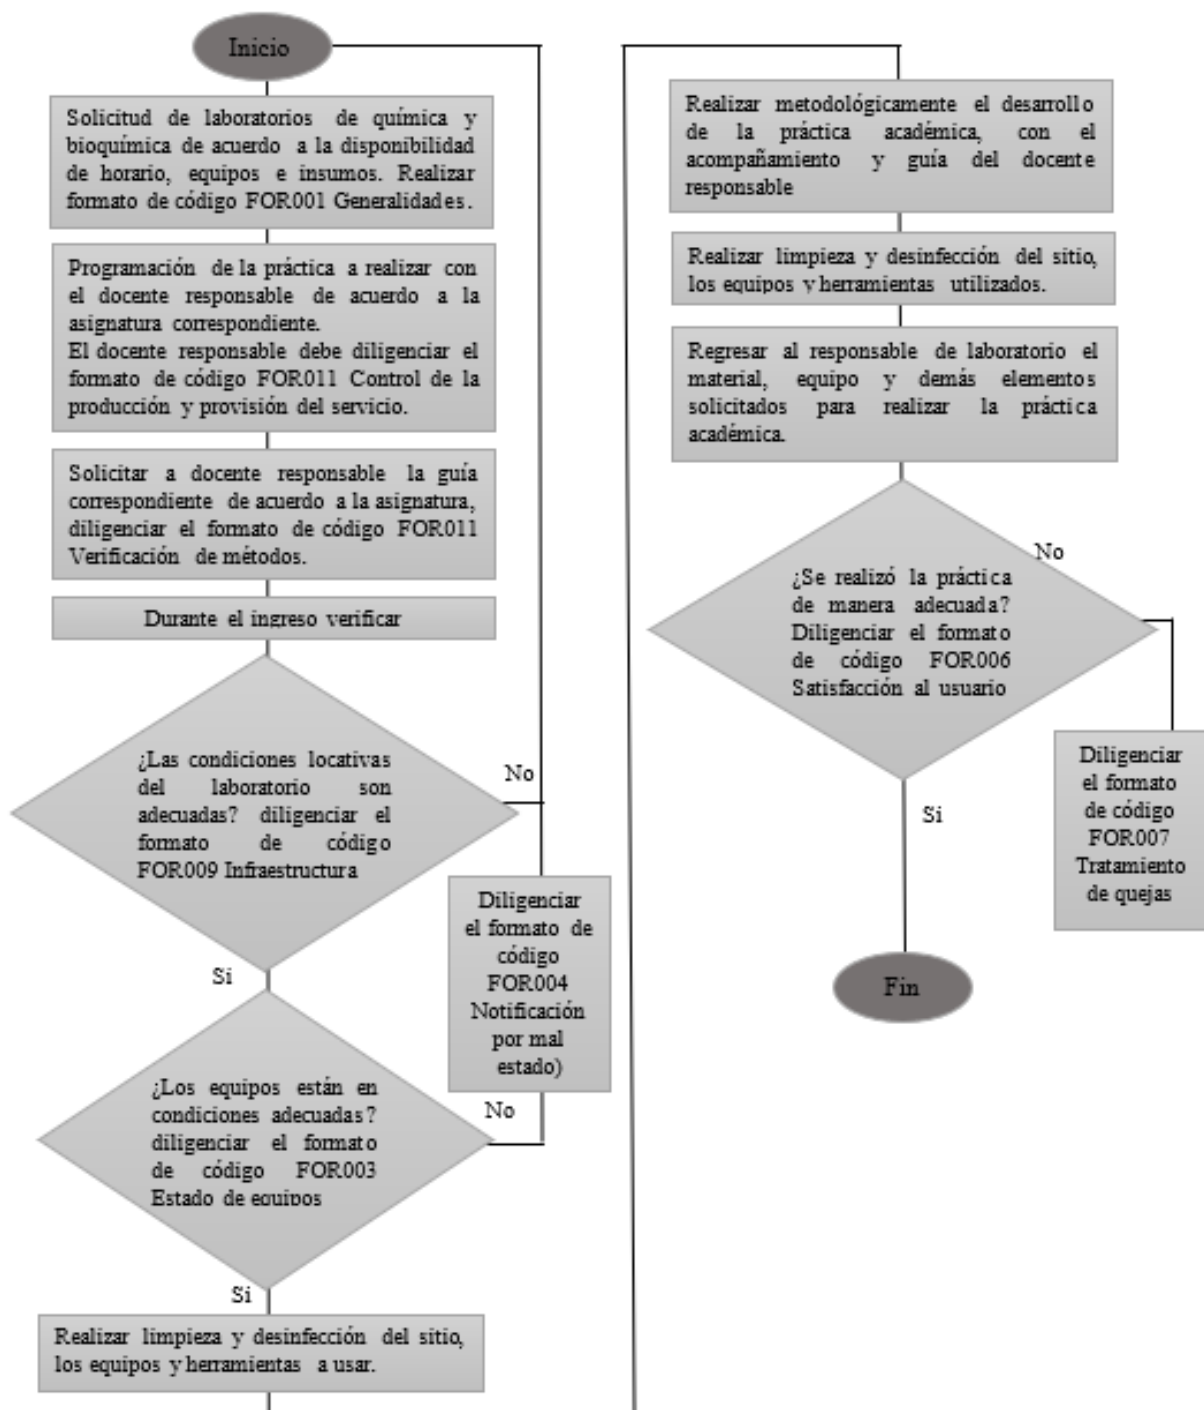 Inicio
Solicitud de laboratorios de química y
bioquímica de acuerdo a la disponibilidad
de horario, equipos e insumos. Realizar
formato de código FOR001 Generalidades.
Programación de la práctica a realizar con
el docente responsable de acuerdo a la
asignatura correspondiente.
El docente responsable debe diligenciar el
formato de código FOR011 Control de la
producción y provisión del servicio.
Solicitar a docente responsable la guía
correspondiente de acuerdo a la asignatura,
diligenciar el formato de código FOR011
Verificación de métodos.
Durante el ingreso verificar
¿Las condiciones locativas
del laboratorio son
adecuadas? diligenciar el
formato de código
FOR009 Infraestructura
No
Si
Diligenciar
el formato de
código
FOR004
Notificación
por mal
estado)
¿Los equipos están en
condiciones adecuadas?
diligenciar el formato
de código FOR003
Estado de equipos
No
Si
Realizar limpieza y desinfección del sitio,
los equipos y herramientas a usar.
Realizar metodológicamente el desarrollo
de la práctica académica, con el
acompañamiento y guía del docente
responsable
Realizar limpieza y desinfección del sitio,
los equipos y herramientas utilizados.
Regresar al responsable de laboratorio el
material, equipo y demás elementos
solicitados para realizar la práctica
académica.
¿Se realizó la práctica
de manera adecuada?
Diligenciar el formato
de código FOR006
Satisfacción al usuario
No
Si
Diligenciar
el formato
de código
FOR007
Tratamiento
de quejas
Fin